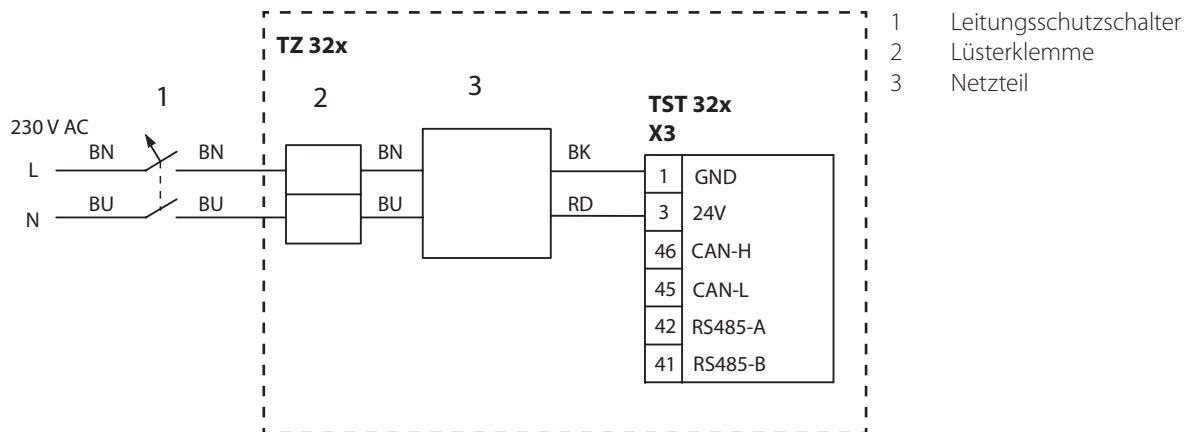 TZ 32x
1 Leitungsschutzschalter
2 Lüsterklemme
3 Netzteil
1
2
3
TST 32x
X3
230 V AC
L BN BN BN BK
N BU BU BU RD
1 GND
3 24V
46 CAN-H
45 CAN-L
42 RS485-A
41 RS485-B